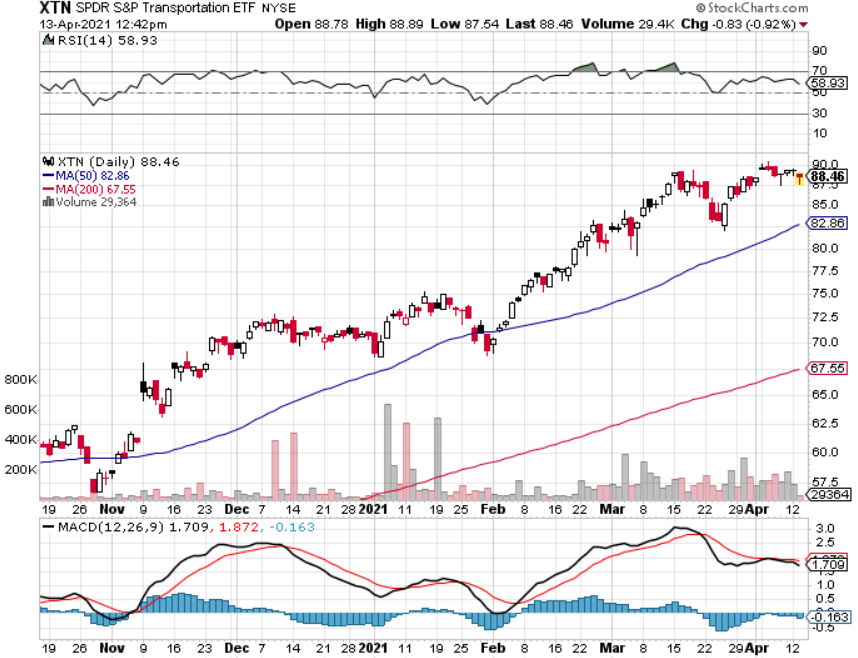 XTN SPDR S&P Transportation ETF NYSE © StockCharts.com
13-Apr-2021 12:42pm Open 88.78 High 88.89 Low 87.54 Last 88.46 Volume 29.4K Chg -0.83 (-0.92%)
RSI(14) 58.93
90
70
58.93
50
30
10
XTN (Daily) 88.46
MA(50) 82.86
MA(200) 67.55
Volume 29,364
90.0
88.46
87.5
85.0
82.86
80.0
77.5
75.0
72.5
70.0
67.55
65.0
62.5
60.0
57.5
29364
800K
600K
400K
200K
19 26 Nov 9 16 23 Dec 7 14 21 28 2021 11 19 25 Feb 8 16 22 Mar 8 15 22 29 Apr 12
MACD(12,26,9) 1.709, 1.872, -0.163
3.0
2.5
1.709
1.0
0.5
-0.163
-0.5
19 26 Nov 9 16 23 Dec 7 14 21 28 2021 11 19 25 Feb 8 16 22 Mar 8 15 22 29 Apr 12